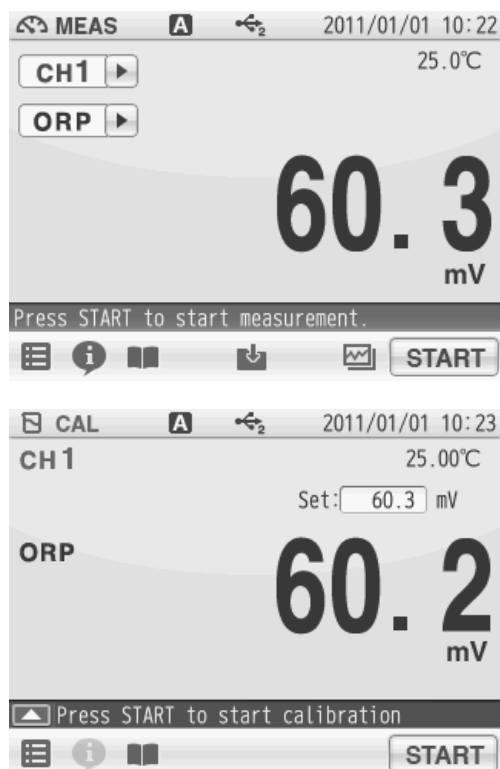 MEAS A 2 2011/01/01 10:22
CH1 25.0℃
ORP
60.3
mV
Press START to start measurement.
i START
CAL A 2 2011/01/01 10:23
CH1 25.00℃
Set: 60.3 mV
ORP
60.2
mV
Press START to start calibration
i START